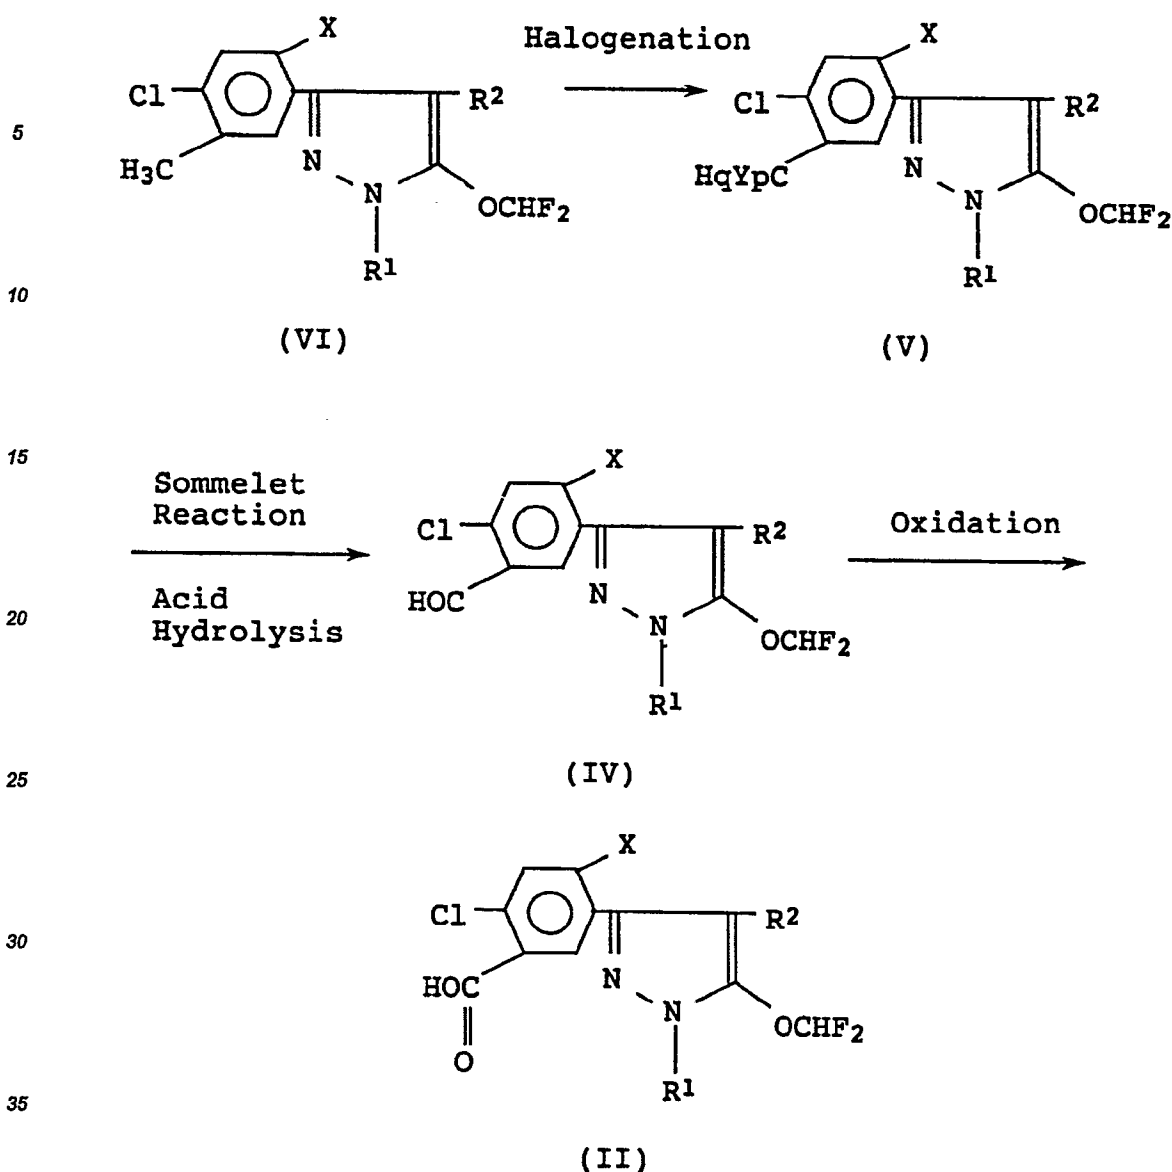 X
Halogenation
X
Cl
R2
Cl
R2
5
H3C
N
N
OCHF2
HqYpC
N
N
OCHF2
R1
R1
10
(VI)
(V)
15
Sommelet
Reaction
X
Cl
R2
Oxidation
Acid
Hydrolysis
HOC
N
N
OCHF2
20
R1
(IV)
25
X
Cl
R2
30
HOC
N
N
OCHF2
O
R1
35
(II)